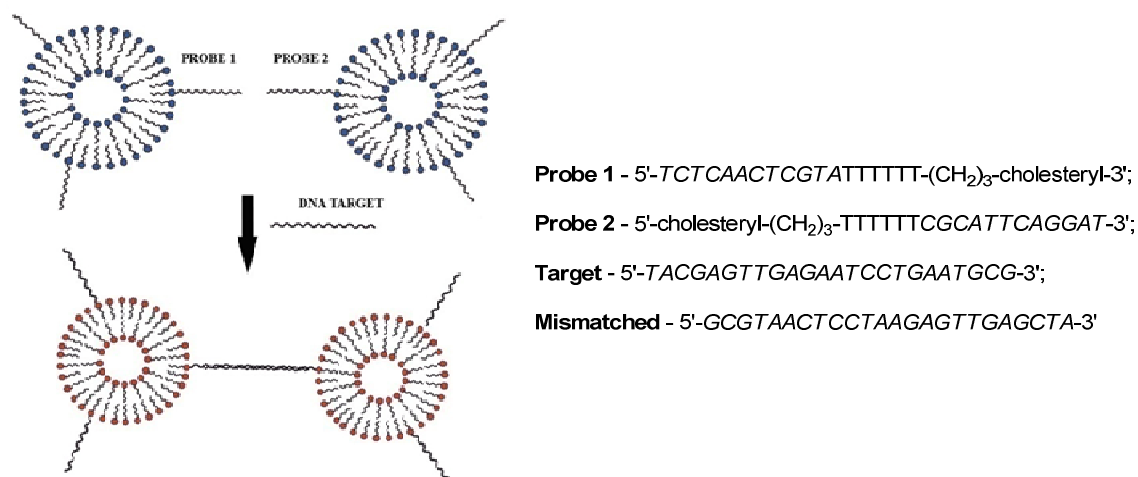 PROBE 1
PROBE 2
DNA TARGET
Probe 1 - 5'-TCTCAACTCGTATTTTTT-(CH2)3-cholesteryl-3';
Probe 2 - 5'-cholesteryl-(CH2)3-TTTTTTCGCATTCAGGAT-3';
Target - 5'-TACGAGTTGAGAATCCTGAATGCG-3';
Mismatched - 5'-GCGTAACTCCTAAGAGTTGAGCTA-3'